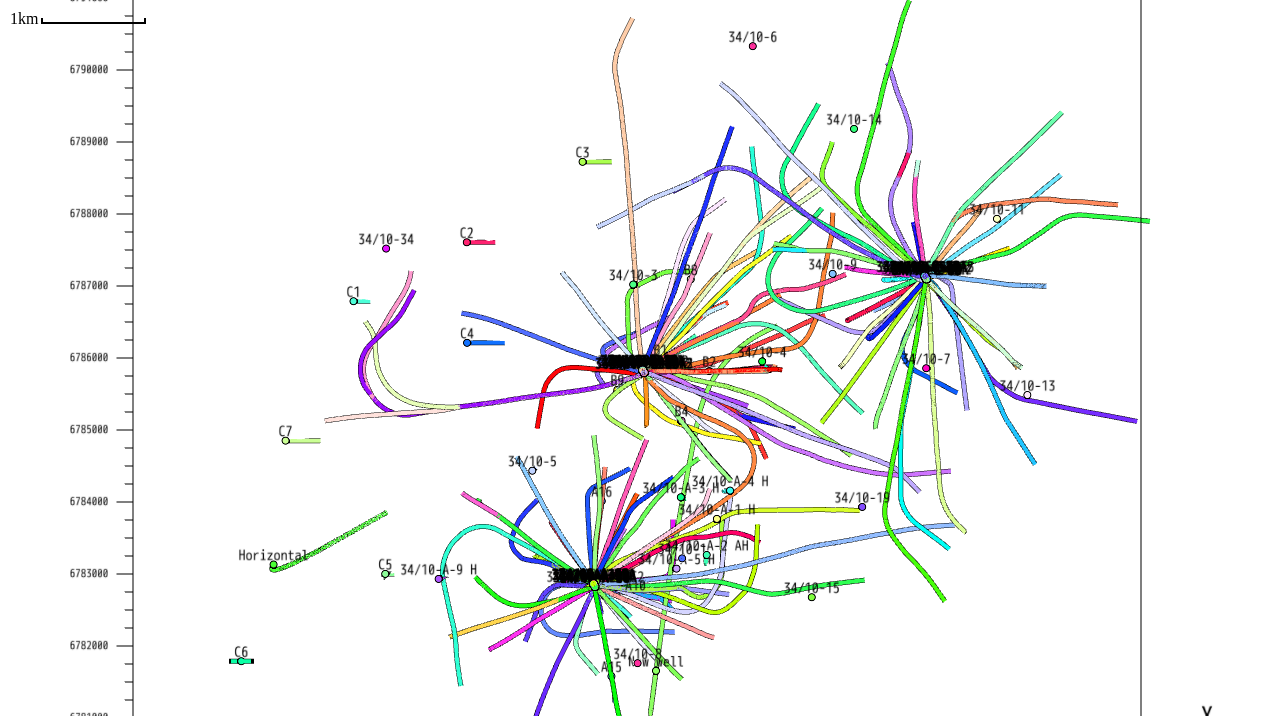 1km
6790000
6789000
6788000
6787000
6786000
6785000
6784000
6783000
6782000
34/10-6
34/10-14
C3
34/10-11
C2
34/10-34
34/10-9
B8
34/10-3
C1
C4
B1
34/10-4
B2
34/10-7
B9
34/10-13
B4
C7
34/10-5
34/10-A-4 H
34/10-A-3 H
A16
34/10-19
34/10-A-1 H
34/10-A-2 AH
Horizontal
34/10-A-5 H
C5
34/10-A-9 H
A10
34/10-15
C6
34/10-8
New Well
A15
Y